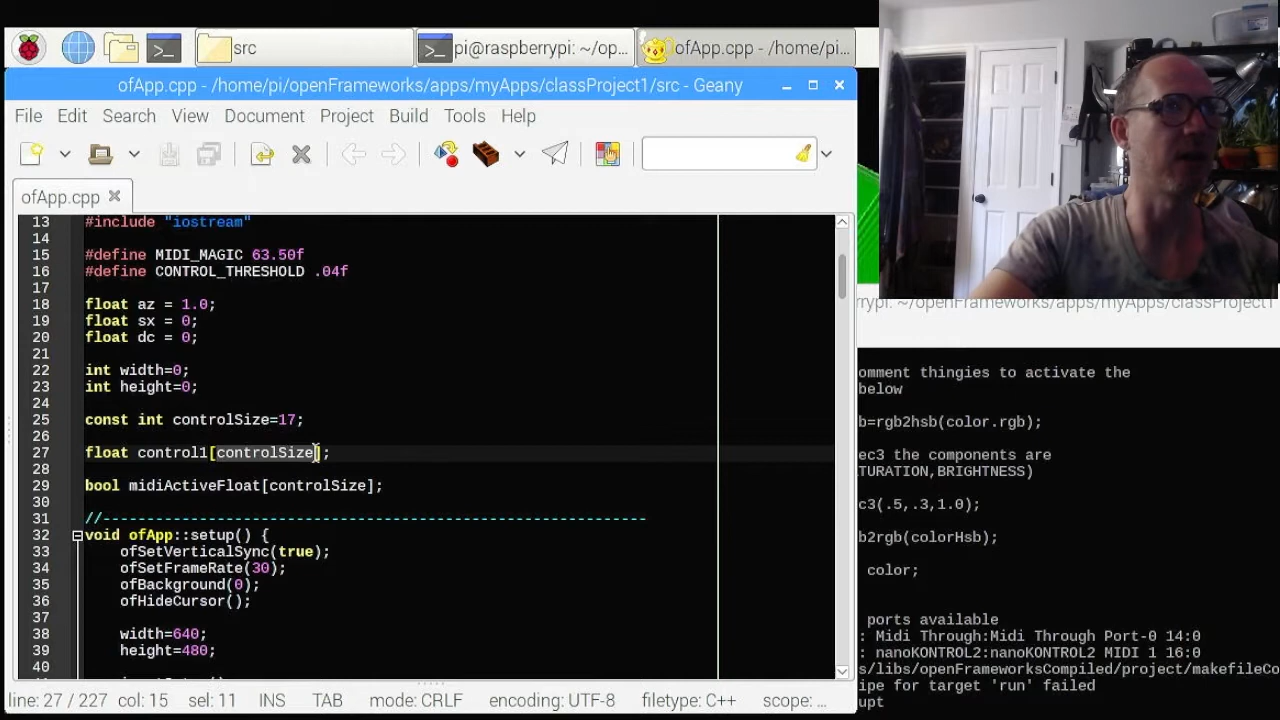 src
pi@raspberrypi: ~/op...
ofApp.cpp - /home/pi...
ofApp.cpp - /home/pi/openFrameworks/apps/myApps/classProject1/src - Geany
File Edit Search View Document Project Build Tools Help
ofApp.cpp
13 #include "iostream"
14
15 #define MIDI_MAGIC 63.50f
16 #define CONTROL_THRESHOLD .04f
17
18 float az = 1.0;
19 float sx = 0;
20 float dc = 0;
21
22 int width=0;
23 int height=0;
24
25 const int controlSize=17;
26
27 float control1[controlSize];
28
29 bool midiActiveFloat[controlSize];
30
31 //--------------------------------------------------------------
32 void ofApp::setup() {
33 ofSetVerticalSync(true);
34 ofSetFrameRate(30);
35 ofBackground(0);
36 ofHideCursor();
37
38 width=640;
39 height=480;
40
line: 27 / 227 col: 15 sel: 11 INS TAB mode: CRLF encoding: UTF-8 filetype: C++ scope: ...
rrypi: ~/openFrameworks/apps/myApps/classProject1
omment thingies to activate the
below
b=rgb2hsb(color.rgb);
ec3 the components are
TURATION,BRIGHTNESS)
c3(.5,.3,1.0);
b2rgb(colorHsb);
color;
ports available
: Midi Through:Midi Through Port-0 14:0
: nanoKONTROL2:nanoKONTROL2 MIDI 1 16:0
s/libs/openFrameworksCompiled/project/makefileCo
ipe for target 'run' failed
upt